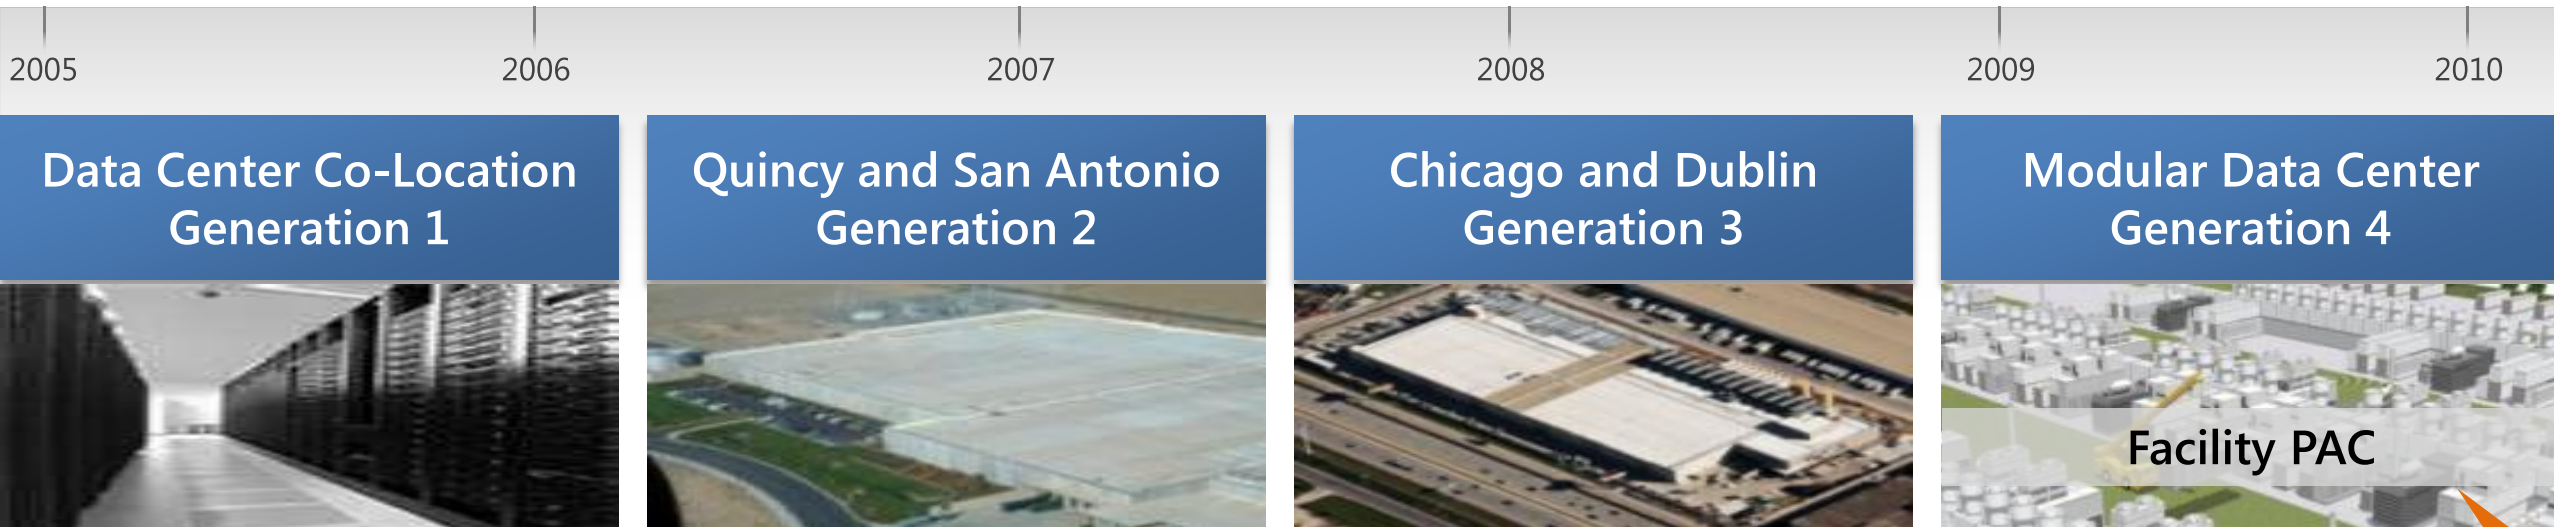 2005
2006
2007
2008
2009
2010
Data Center Co-Location
Generation 1
Quincy and San Antonio
Generation 2
Chicago and Dublin
Generation 3
Modular Data Center
Generation 4
Facility PAC